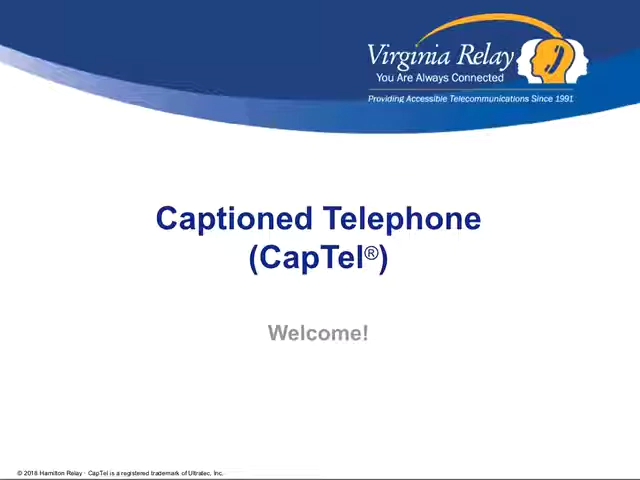 Virginia Relay
You Are Always Connected
Providing Accessible Telecommunications Since 1991
Captioned Telephone
(CapTel®)
Welcome!
© 2016 Hamilton Relay · CapTel is a registered trademark of Ultratec, Inc.